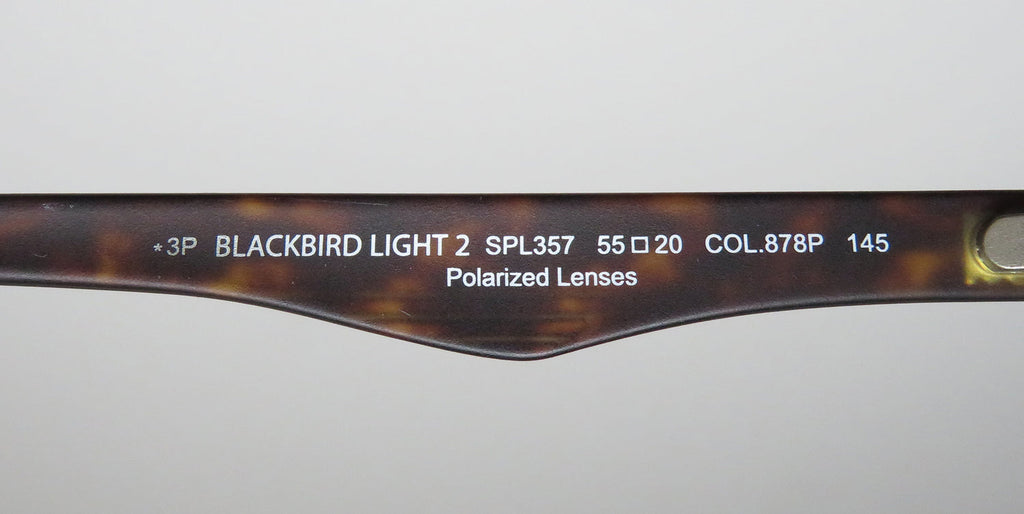 *3P BLACKBIRD LIGHT 2 SPL357 55□20 COL.878P 145
Polarized Lenses